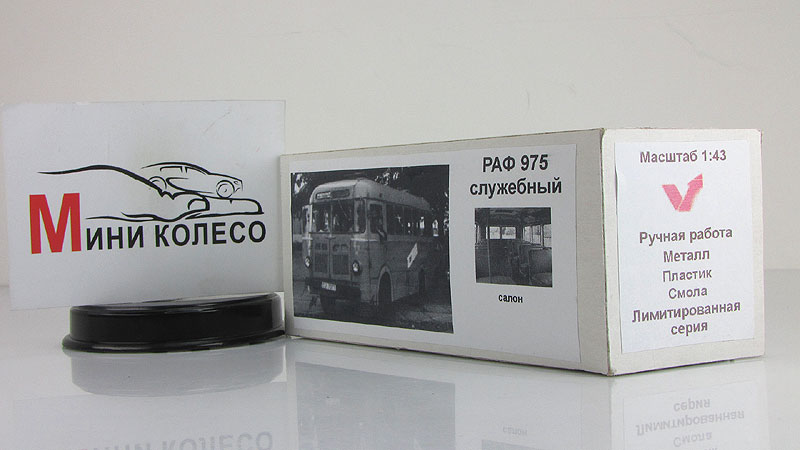 Мини колесо
РАФ 975
служебный
салон
Масштаб 1:43
Ручная работа
Металл
Пластик
Смола
Лимитированная
серия